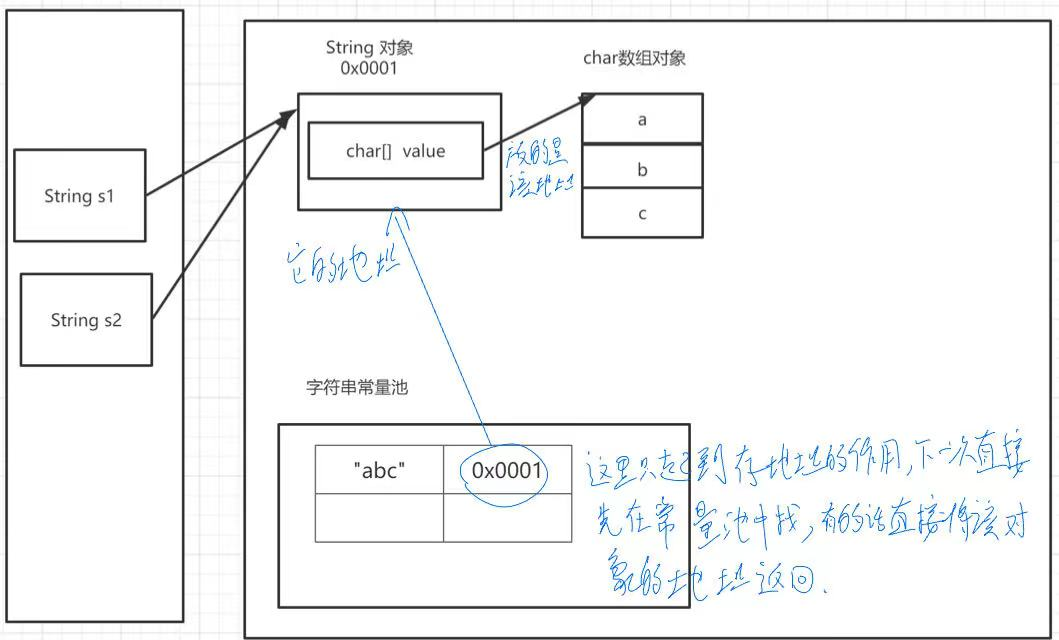 String 对象
0x0001
char数组对象
char[] value
a
b
c
放的是
该地址
String s1
它的地址
String s2
字符串常量池
"abc"
0x0001
这里只起到存地址的作用,下一次直接
先在常量池中找,有的话直接将该对
象的地址返回.